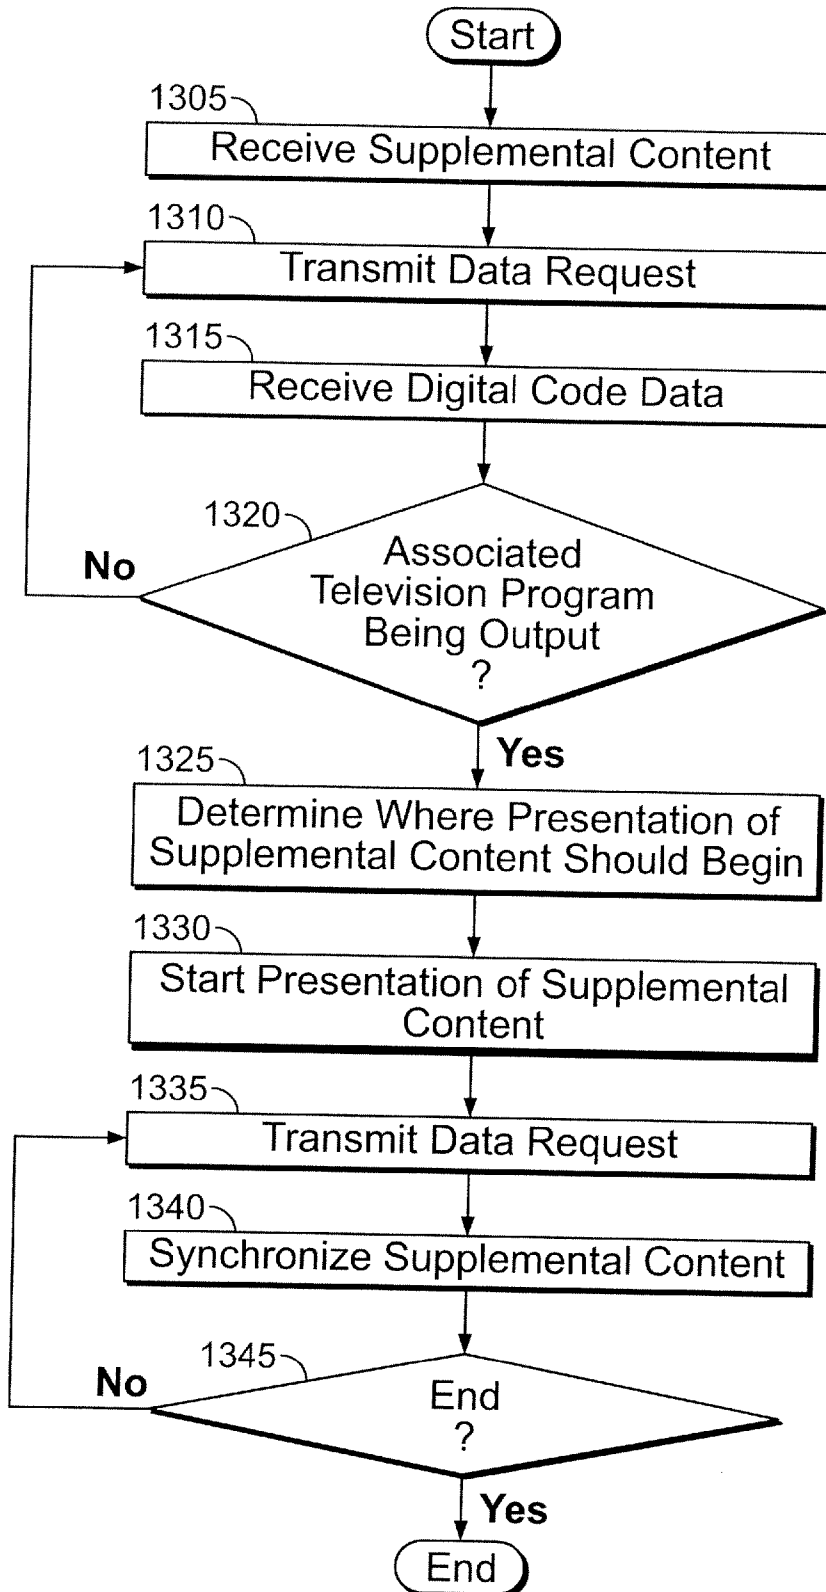 Start
1305
Receive Supplemental Content
1310
Transmit Data Request
1315
Receive Digital Code Data
1320
Associated
Television Program
Being Output
?
No
Yes
1325
Determine Where Presentation of
Supplemental Content Should Begin
1330
Start Presentation of Supplemental
Content
1335
Transmit Data Request
1340
Synchronize Supplemental Content
1345
No
End
?
Yes
End